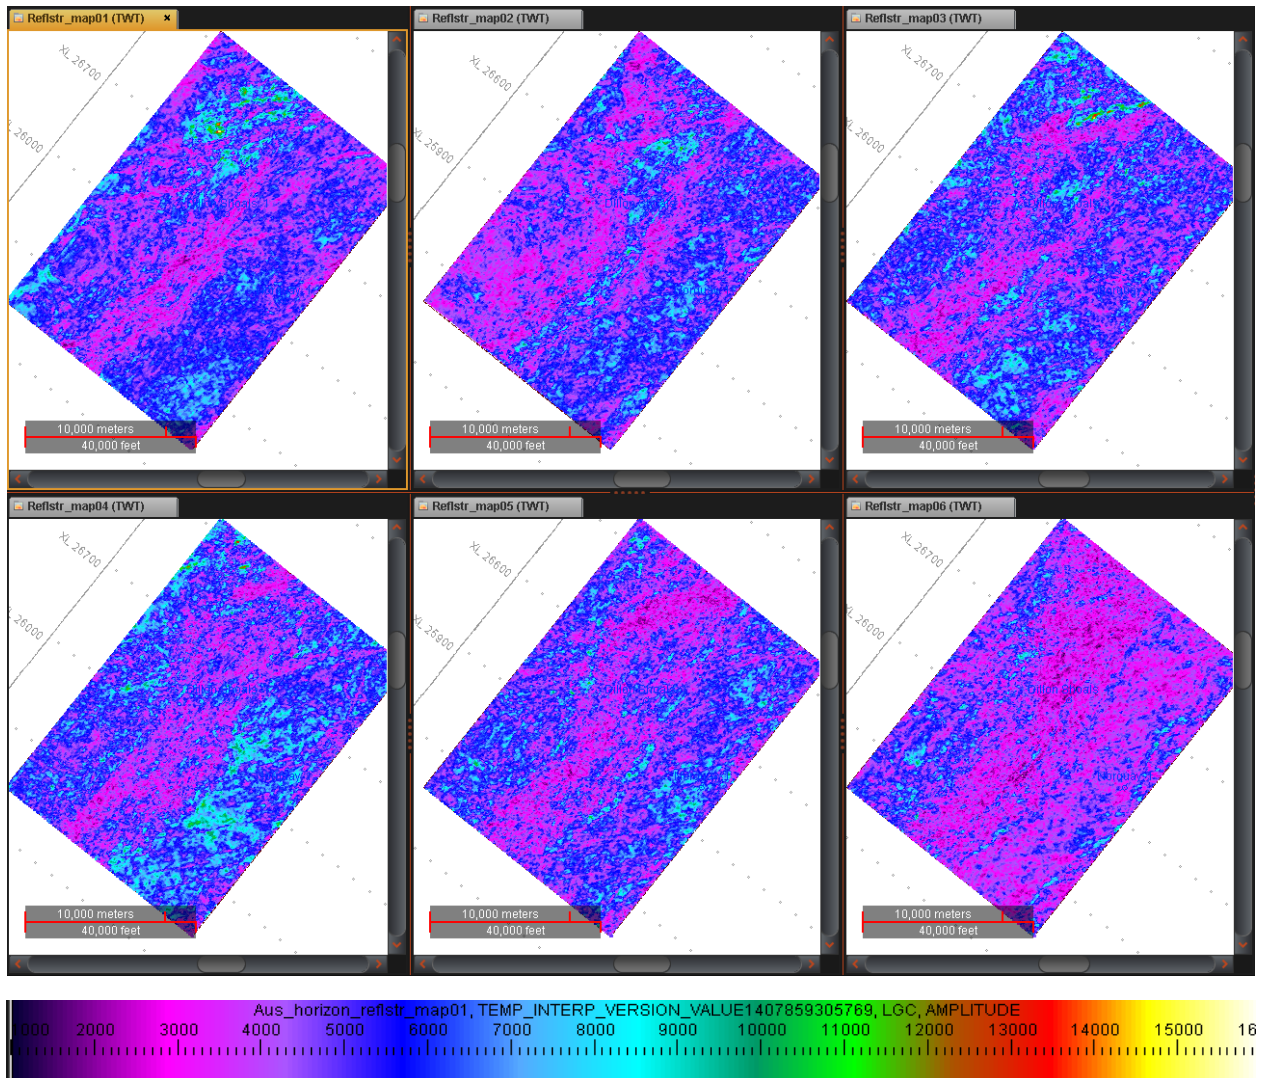 Reflstr_map01 (TWT)
Reflstr_map02 (TWT)
Reflstr_map03 (TWT)
XL 26700
26000
XL 26600
25900
XL 26700
26000
10,000 meters
40,000 feet
10,000 meters
40,000 feet
10,000 meters
40,000 feet
Reflstr_map04 (TWT)
Reflstr_map05 (TWT)
Reflstr_map06 (TWT)
XL 26700
26000
XL 26600
25900
XL 26700
26000
Dillon Shoals
10,000 meters
40,000 feet
10,000 meters
40,000 feet
10,000 meters
40,000 feet
Aus_horizon_reflstr_map01, TEMP_INTERP_VERSION_VALUE1407859305769, LGC, AMPLITUDE
000 2000 3000 4000 5000 6000 7000 8000 9000 10000 11000 12000 13000 14000 15000 16